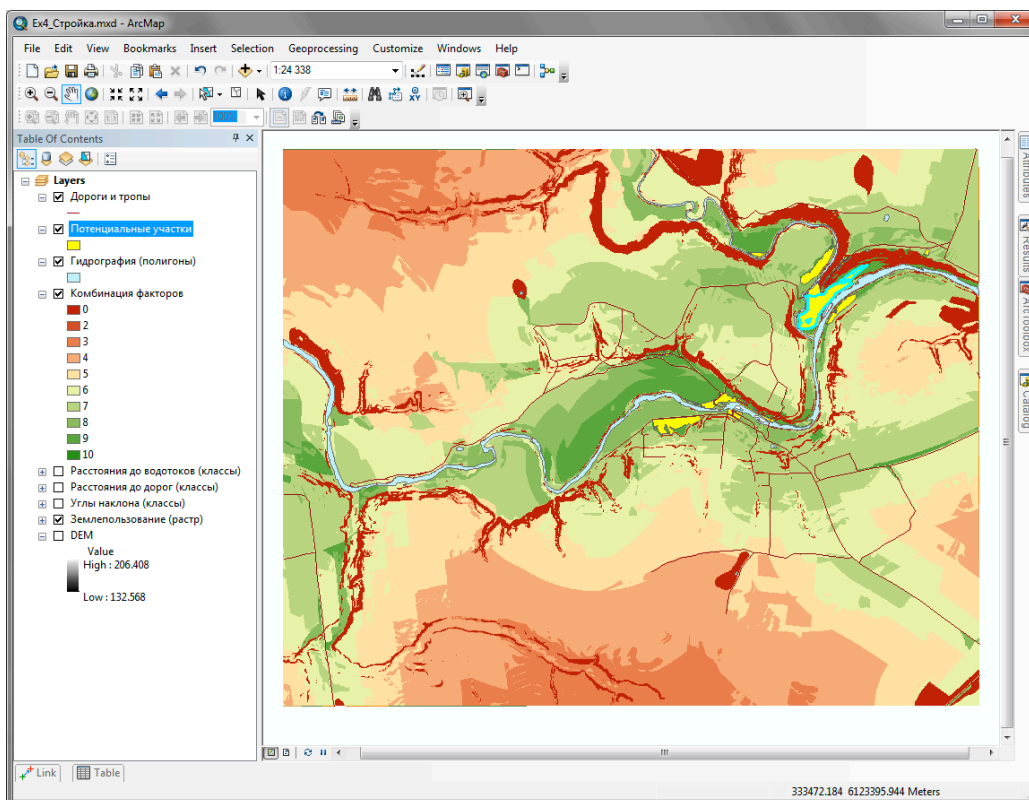 Ex4_Стройка.mxd - ArcMap
File Edit View Bookmarks Insert Selection Geoprocessing Customize Windows Help
1:24 338
100%
Table Of Contents
Layers
Дороги и тропы
Потенциальные участки
Гидрография (полигоны)
Комбинация факторов
0
2
3
4
5
6
7
8
9
10
Расстояния до водотоков (классы)
Расстояния до дорог (классы)
Углы наклона (классы)
Землепользование (растр)
DEM
Value
High : 206.408
Low : 132.568
Attributes
Results
ArcToolbox
Catalog
Link Table
333472.184 6123395.944 Meters